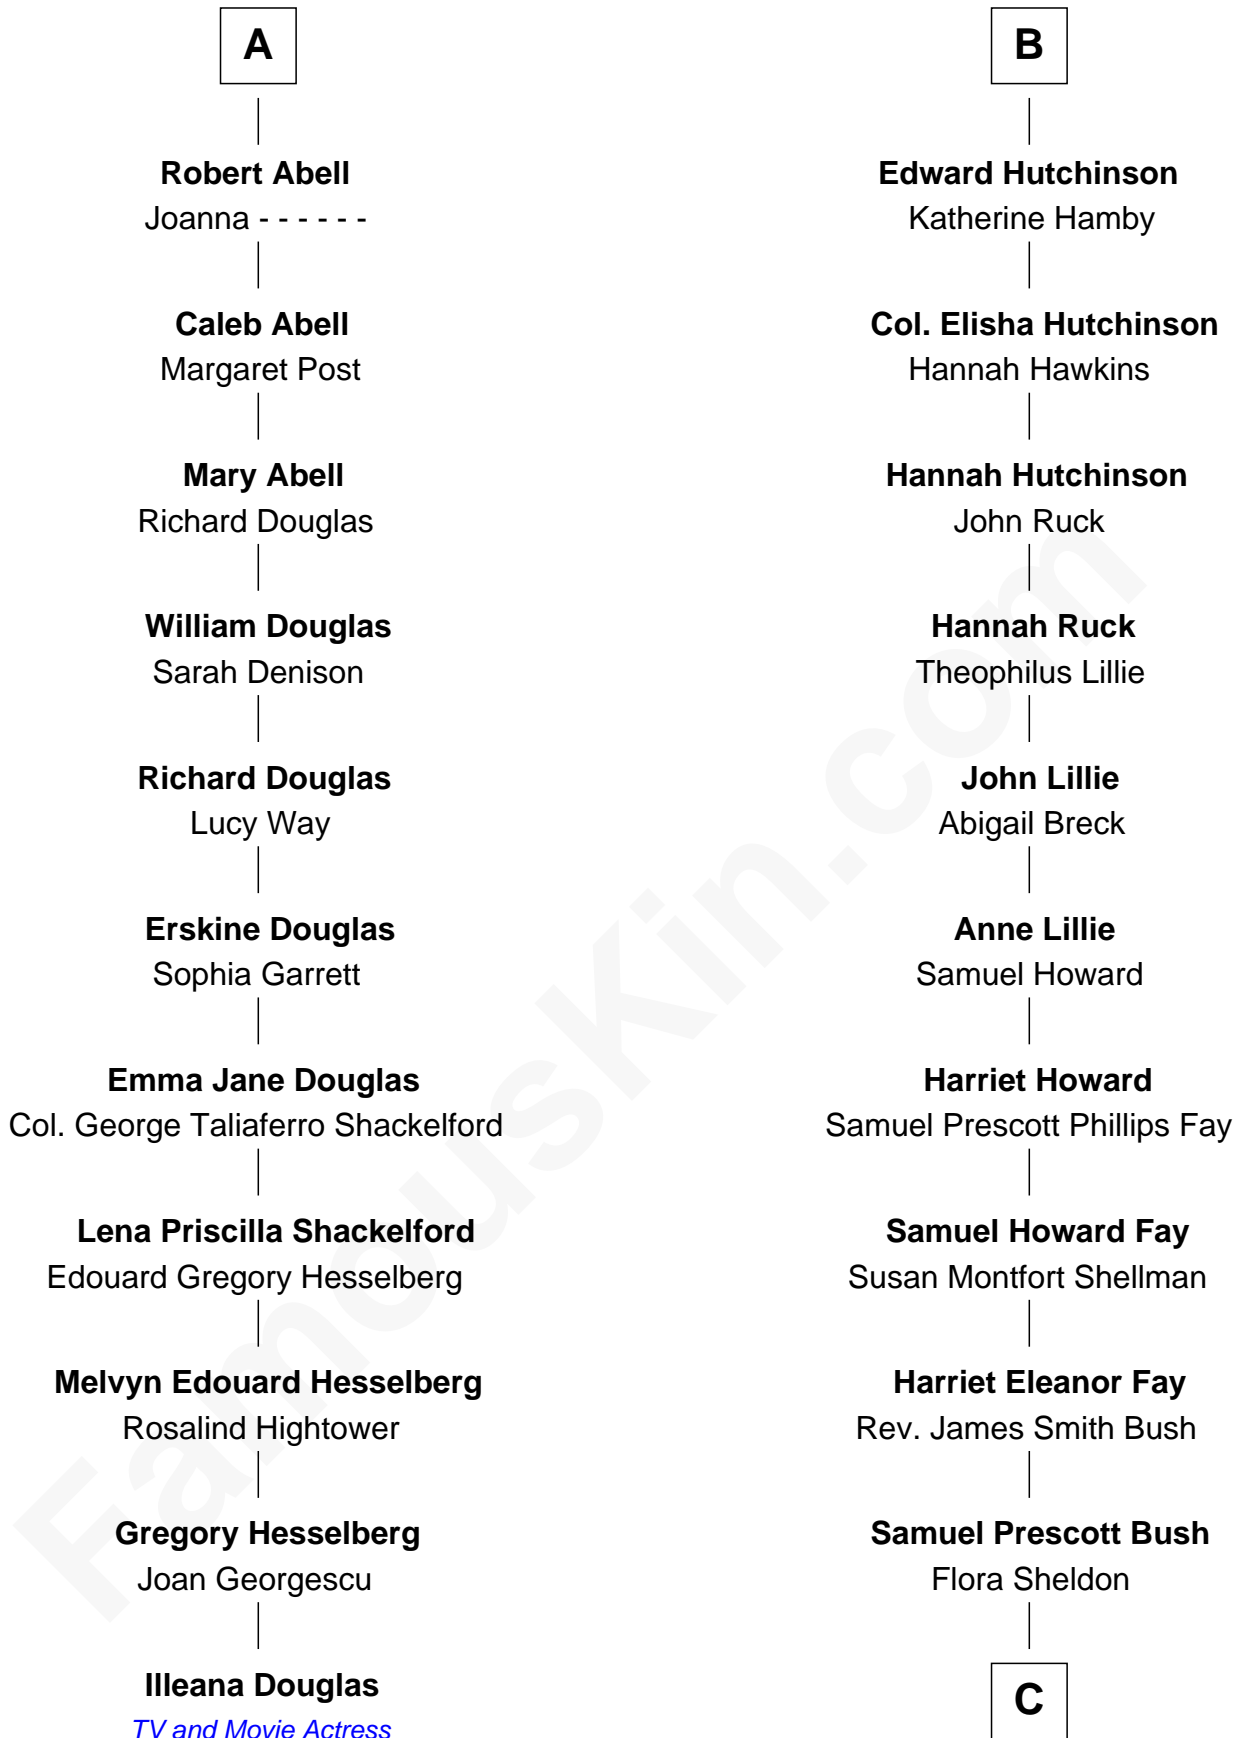 A
Robert Abell
Joanna - - - - - -
Caleb Abell
Margaret Post
Mary Abell
Richard Douglas
William Douglas
Sarah Denison
Richard Douglas
Lucy Way
Erskine Douglas
Sophia Garrett
Emma Jane Douglas
Col. George Taliaferro Shackelford
Lena Priscilla Shackelford
Edouard Gregory Hesselberg
Melvyn Edouard Hesselberg
Rosalind Hightower
Gregory Hesselberg
Joan Georgescu
Illeana Douglas
TV and Movie Actress
B
Edward Hutchinson
Katherine Hamby
Col. Elisha Hutchinson
Hannah Hawkins
Hannah Hutchinson
John Ruck
Hannah Ruck
Theophilus Lillie
John Lillie
Abigail Breck
Anne Lillie
Samuel Howard
Harriet Howard
Samuel Prescott Phillips Fay
Samuel Howard Fay
Susan Montfort Shellman
Harriet Eleanor Fay
Rev. James Smith Bush
Samuel Prescott Bush
Flora Sheldon
C
FamousKin.com